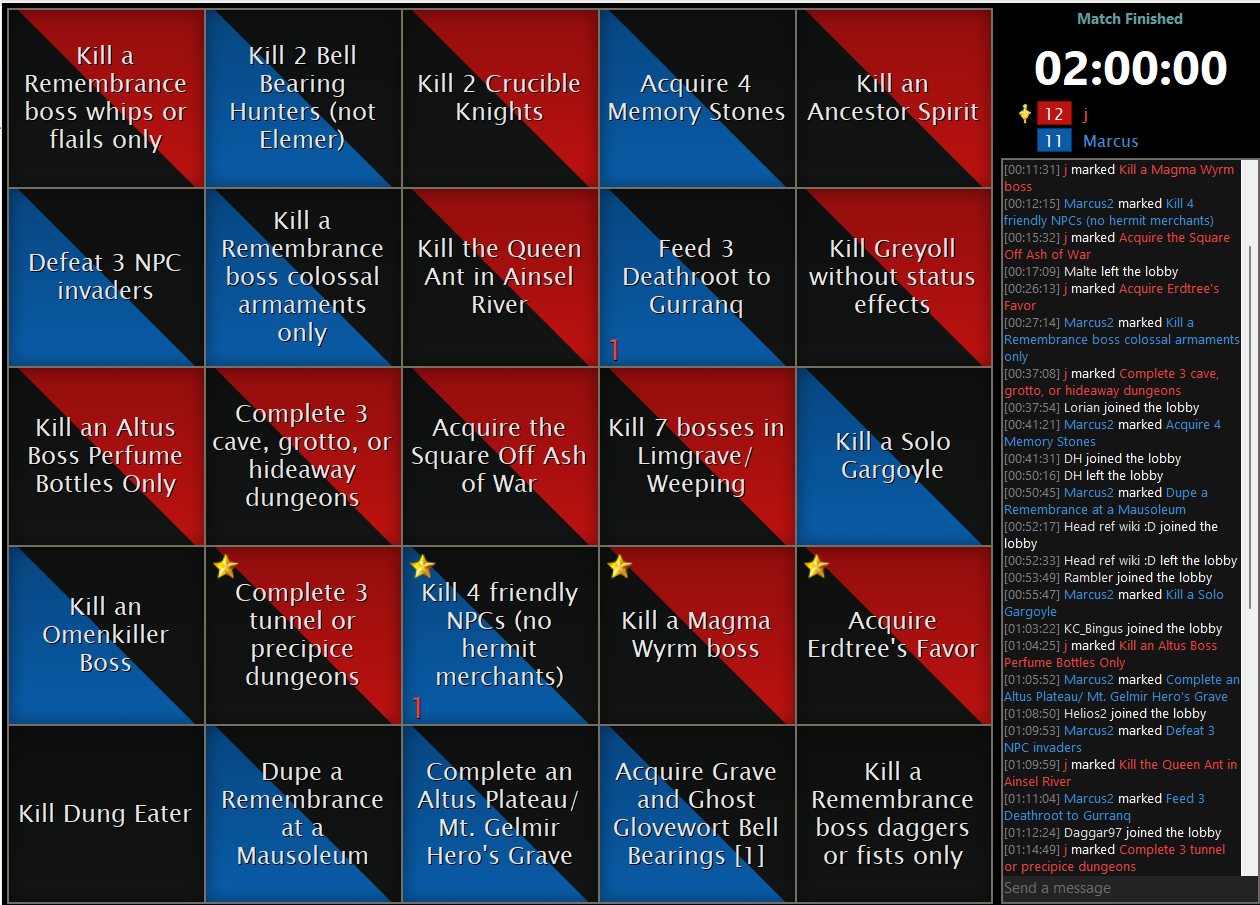 Kill a
Remembrance
boss whips or
flails only
Kill 2 Bell
Bearing
Hunters (not
Elemer)
Kill 2 Crucible
Knights
Acquire 4
Memory Stones
Kill an
Ancestor Spirit
Defeat 3 NPC
invaders
Kill a
Remembrance
boss colossal
armaments
only
Kill the Queen
Ant in Ainsel
River
Feed 3
Deathroot to
Gurranq
1
Kill Greyoll
without status
effects
Kill an Altus
Boss Perfume
Bottles Only
Complete 3
cave, grotto, or
hideaway
dungeons
Acquire the
Square Off Ash
of War
Kill 7 bosses in
Limgrave/
Weeping
Kill a Solo
Gargoyle
Kill an
Omenkiller
Boss
Complete 3
tunnel or
precipice
dungeons
Kill 4 friendly
NPCs (no
hermit
merchants)
1
Kill a Magma
Wyrm boss
Acquire
Erdtree's Favor
Kill Dung Eater
Dupe a
Remembrance
at a
Mausoleum
Complete an
Altus Plateau/
Mt. Gelmir
Hero's Grave
Acquire Grave
and Ghost
Glovewort Bell
Bearings [1]
Kill a
Remembrance
boss daggers
or fists only
Match Finished
02:00:00
12 j
11 Marcus
[00:11:31] j marked Kill a Magma Wyrm
boss
[00:12:15] Marcus2 marked Kill 4
friendly NPCs (no hermit merchants)
[00:15:32] j marked Acquire the Square
Off Ash of War
[00:17:09] Malte left the lobby
[00:26:13] j marked Acquire Erdtree's
Favor
[00:27:14] Marcus2 marked Kill a
Remembrance boss colossal armaments
only
[00:37:08] j marked Complete 3 cave,
grotto, or hideaway dungeons
[00:37:54] Lorian joined the lobby
[00:41:21] Marcus2 marked Acquire 4
Memory Stones
[00:41:31] DH joined the lobby
[00:50:16] DH left the lobby
[00:50:45] Marcus2 marked Dupe a
Remembrance at a Mausoleum
[00:52:17] Head ref wiki :D joined the
lobby
[00:52:33] Head ref wiki :D left the lobby
[00:53:49] Rambler joined the lobby
[00:55:47] Marcus2 marked Kill a Solo
Gargoyle
[01:03:22] KC_Bingus joined the lobby
[01:04:25] j marked Kill an Altus Boss
Perfume Bottles Only
[01:05:52] Marcus2 marked Complete an
Altus Plateau/ Mt. Gelmir Hero's Grave
[01:08:50] Helios2 joined the lobby
[01:09:53] Marcus2 marked Defeat 3
NPC invaders
[01:09:59] j marked Kill the Queen Ant in
Ainsel River
[01:11:04] Marcus2 marked Feed 3
Deathroot to Gurranq
[01:12:24] Daggar97 joined the lobby
[01:14:49] j marked Complete 3 tunnel
or precipice dungeons
Send a message